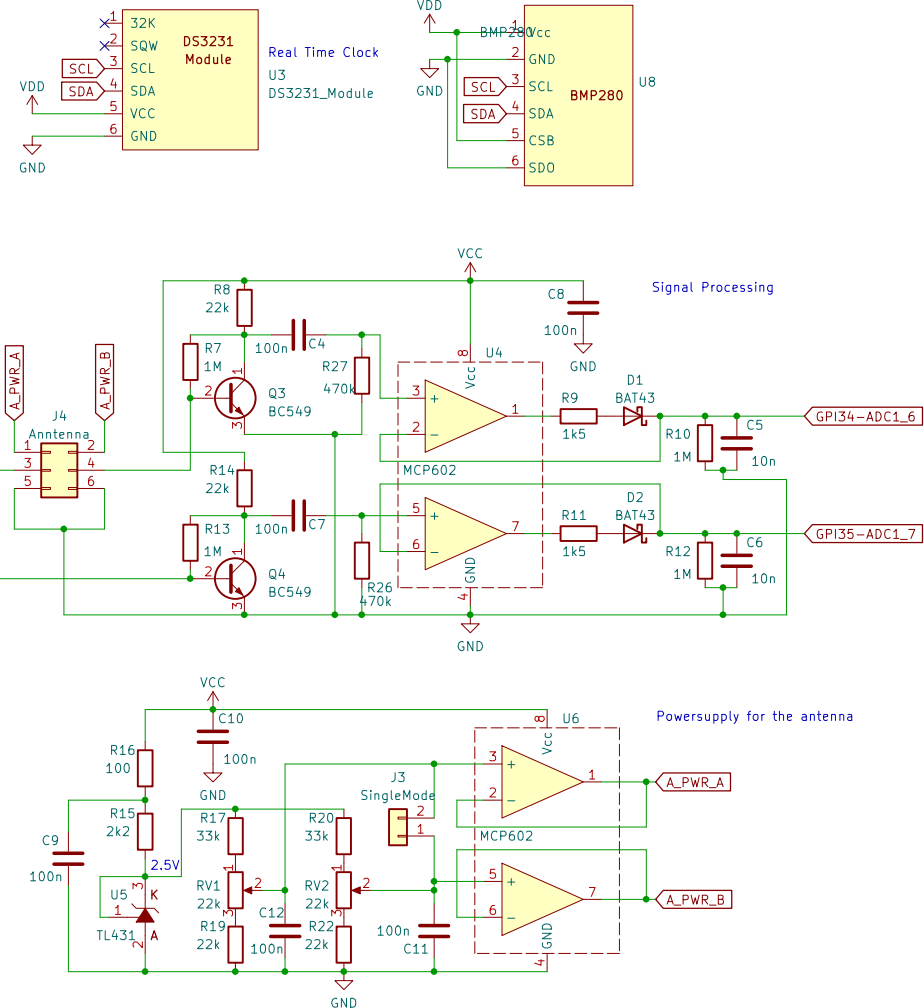 1 32K
2 SQW
3 SCL
4 SDA
5 VCC
6 GND
SCL
SDA
VDD
GND
DS3231
Module
Real Time Clock
U3
DS3231_Module
VDD
BMP280
GND
SCL
SDA
1 Vcc
2 GND
3 SCL
4 SDA
5 CSB
6 SDO
BMP280
U8
VCC
Signal Processing
R8
22k
C8
100n
GND
R7
1M
100n
C4
R27
470k
U4
8
Vcc
A_PWR_A
A_PWR_B
J4
Anntenna
1
2
3
4
5
6
1
2
3
Q3
BC549
3
+
2
−
1
R9
1k5
D1
BAT43
GPI34-ADC1_6
R10
1M
C5
10n
MCP602
R14
22k
R13
1M
100n
C7
1
2
3
Q4
BC549
R26
470k
5
+
6
−
7
GND
4
GND
R11
1k5
D2
BAT43
GPI35-ADC1_7
R12
1M
C6
10n
VCC
C10
100n
GND
Powersupply for the antenna
R16
100
R15
2k2
C9
100n
2.5V
U5
TL431
3
K
1
2
A
R17
33k
R20
33k
1
RV1
22k
2
3
1
RV2
22k
2
3
R19
22k
R22
22k
C12
100n
100n
C11
GND
J3
SingleMode
2
1
U6
8
Vcc
3
+
2
−
1
MCP602
5
+
6
−
7
GND
4
A_PWR_A
A_PWR_B